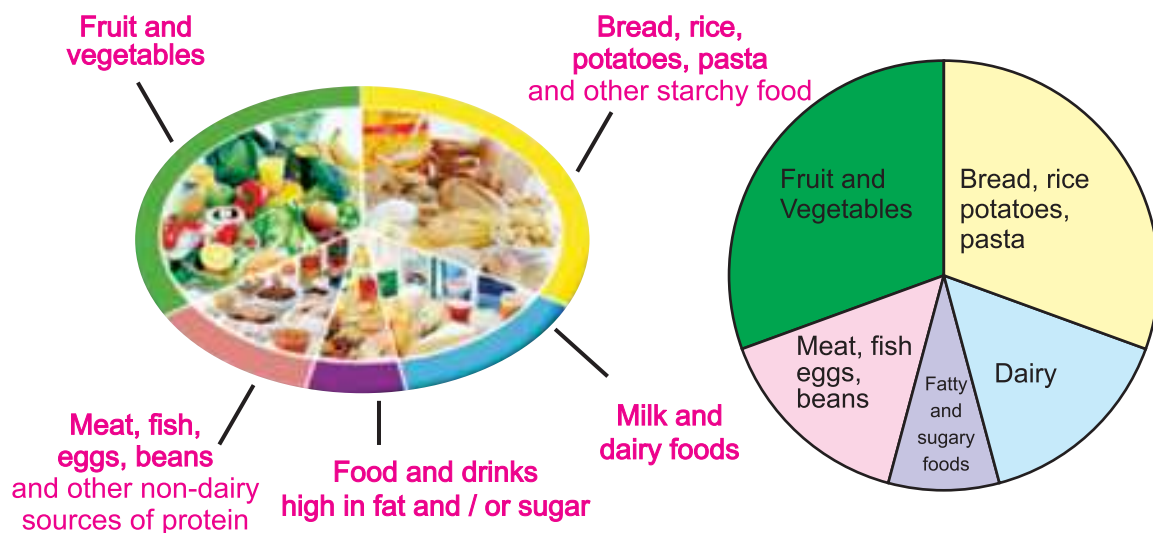 Fruit and
vegetables
Bread, rice,
potatoes, pasta
and other starchy food
Meat, fish,
eggs, beans
and other non-dairy
sources of protein
Food and drinks
high in fat and / or sugar
Milk and
dairy foods
Fruit and
Vegetables
Bread, rice
potatoes,
pasta
Meat, fish
eggs,
beans
Fatty
and
sugary
foods
Dairy